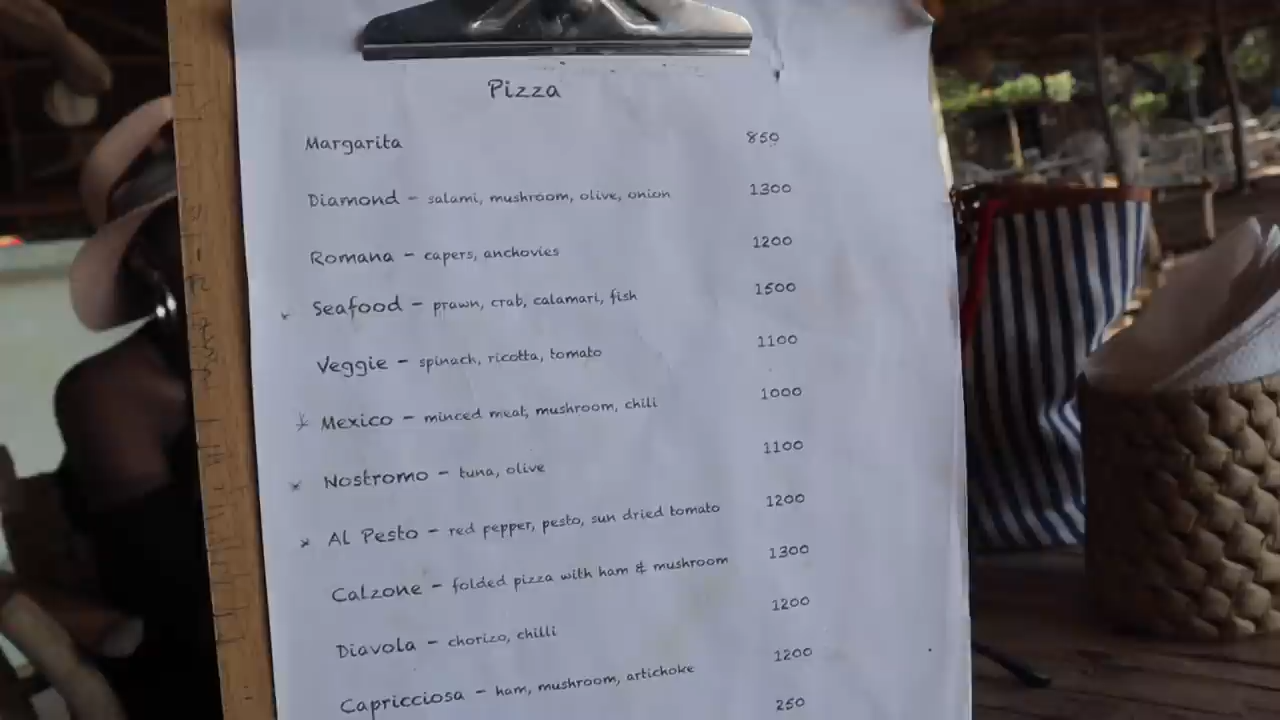 Pizza
Margarita 850
Diamond - salami, mushroom, olive, onion 1300
Romana - capers, anchovies 1200
Seafood - prawn, crab, calamari, fish 1500
Veggie - spinach, ricotta, tomato 1100
Mexico - minced meat, mushroom, chili 1000
Nostromo - tuna, olive 1100
Al Pesto - red pepper, pesto, sun dried tomato 1200
Calzone - folded pizza with ham & mushroom 1300
Diavola - chorizo, chilli 1200
Capricciosa - ham, mushroom, artichoke 1200
250